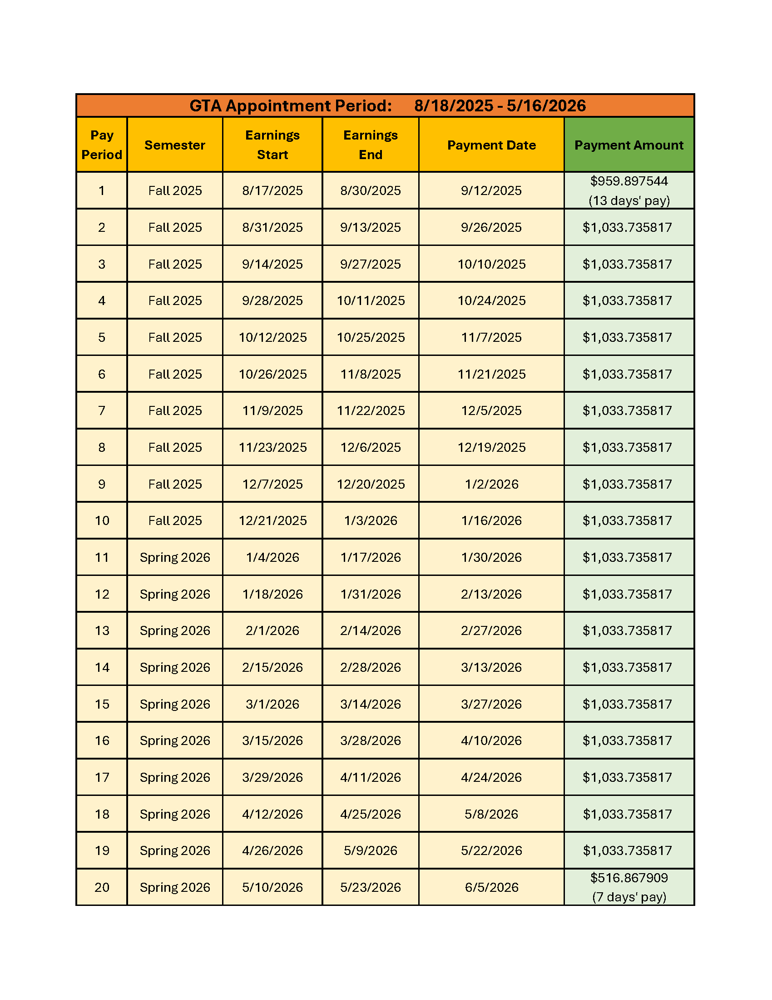 GTA Appointment Period: 8/18/2025 - 5/16/2026
Pay Period Semester Earnings Start Earnings End Payment Date Payment Amount
1 Fall 2025 8/17/2025 8/30/2025 9/12/2025 $959.897544 (13 days' pay)
2 Fall 2025 8/31/2025 9/13/2025 9/26/2025 $1,033.735817
3 Fall 2025 9/14/2025 9/27/2025 10/10/2025 $1,033.735817
4 Fall 2025 9/28/2025 10/11/2025 10/24/2025 $1,033.735817
5 Fall 2025 10/12/2025 10/25/2025 11/7/2025 $1,033.735817
6 Fall 2025 10/26/2025 11/8/2025 11/21/2025 $1,033.735817
7 Fall 2025 11/9/2025 11/22/2025 12/5/2025 $1,033.735817
8 Fall 2025 11/23/2025 12/6/2025 12/19/2025 $1,033.735817
9 Fall 2025 12/7/2025 12/20/2025 1/2/2026 $1,033.735817
10 Fall 2025 12/21/2025 1/3/2026 1/16/2026 $1,033.735817
11 Spring 2026 1/4/2026 1/17/2026 1/30/2026 $1,033.735817
12 Spring 2026 1/18/2026 1/31/2026 2/13/2026 $1,033.735817
13 Spring 2026 2/1/2026 2/14/2026 2/27/2026 $1,033.735817
14 Spring 2026 2/15/2026 2/28/2026 3/13/2026 $1,033.735817
15 Spring 2026 3/1/2026 3/14/2026 3/27/2026 $1,033.735817
16 Spring 2026 3/15/2026 3/28/2026 4/10/2026 $1,033.735817
17 Spring 2026 3/29/2026 4/11/2026 4/24/2026 $1,033.735817
18 Spring 2026 4/12/2026 4/25/2026 5/8/2026 $1,033.735817
19 Spring 2026 4/26/2026 5/9/2026 5/22/2026 $1,033.735817
20 Spring 2026 5/10/2026 5/23/2026 6/5/2026 $516.867909 (7 days' pay)